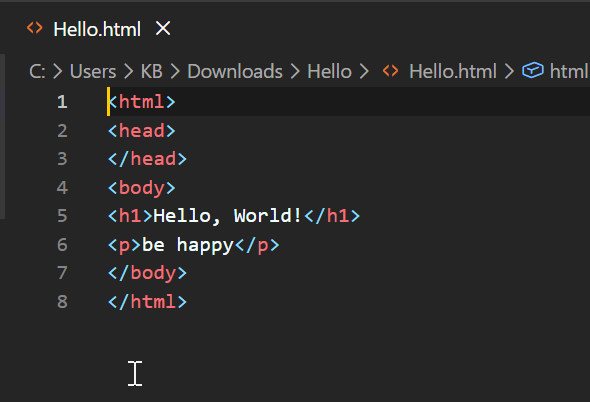 Hello.html
C: > Users > KB > Downloads > Hello > Hello.html > html
1 <html>
2 <head>
3 </head>
4 <body>
5 <h1>Hello, World!</h1>
6 <p>be happy</p>
7 </body>
8 </html>